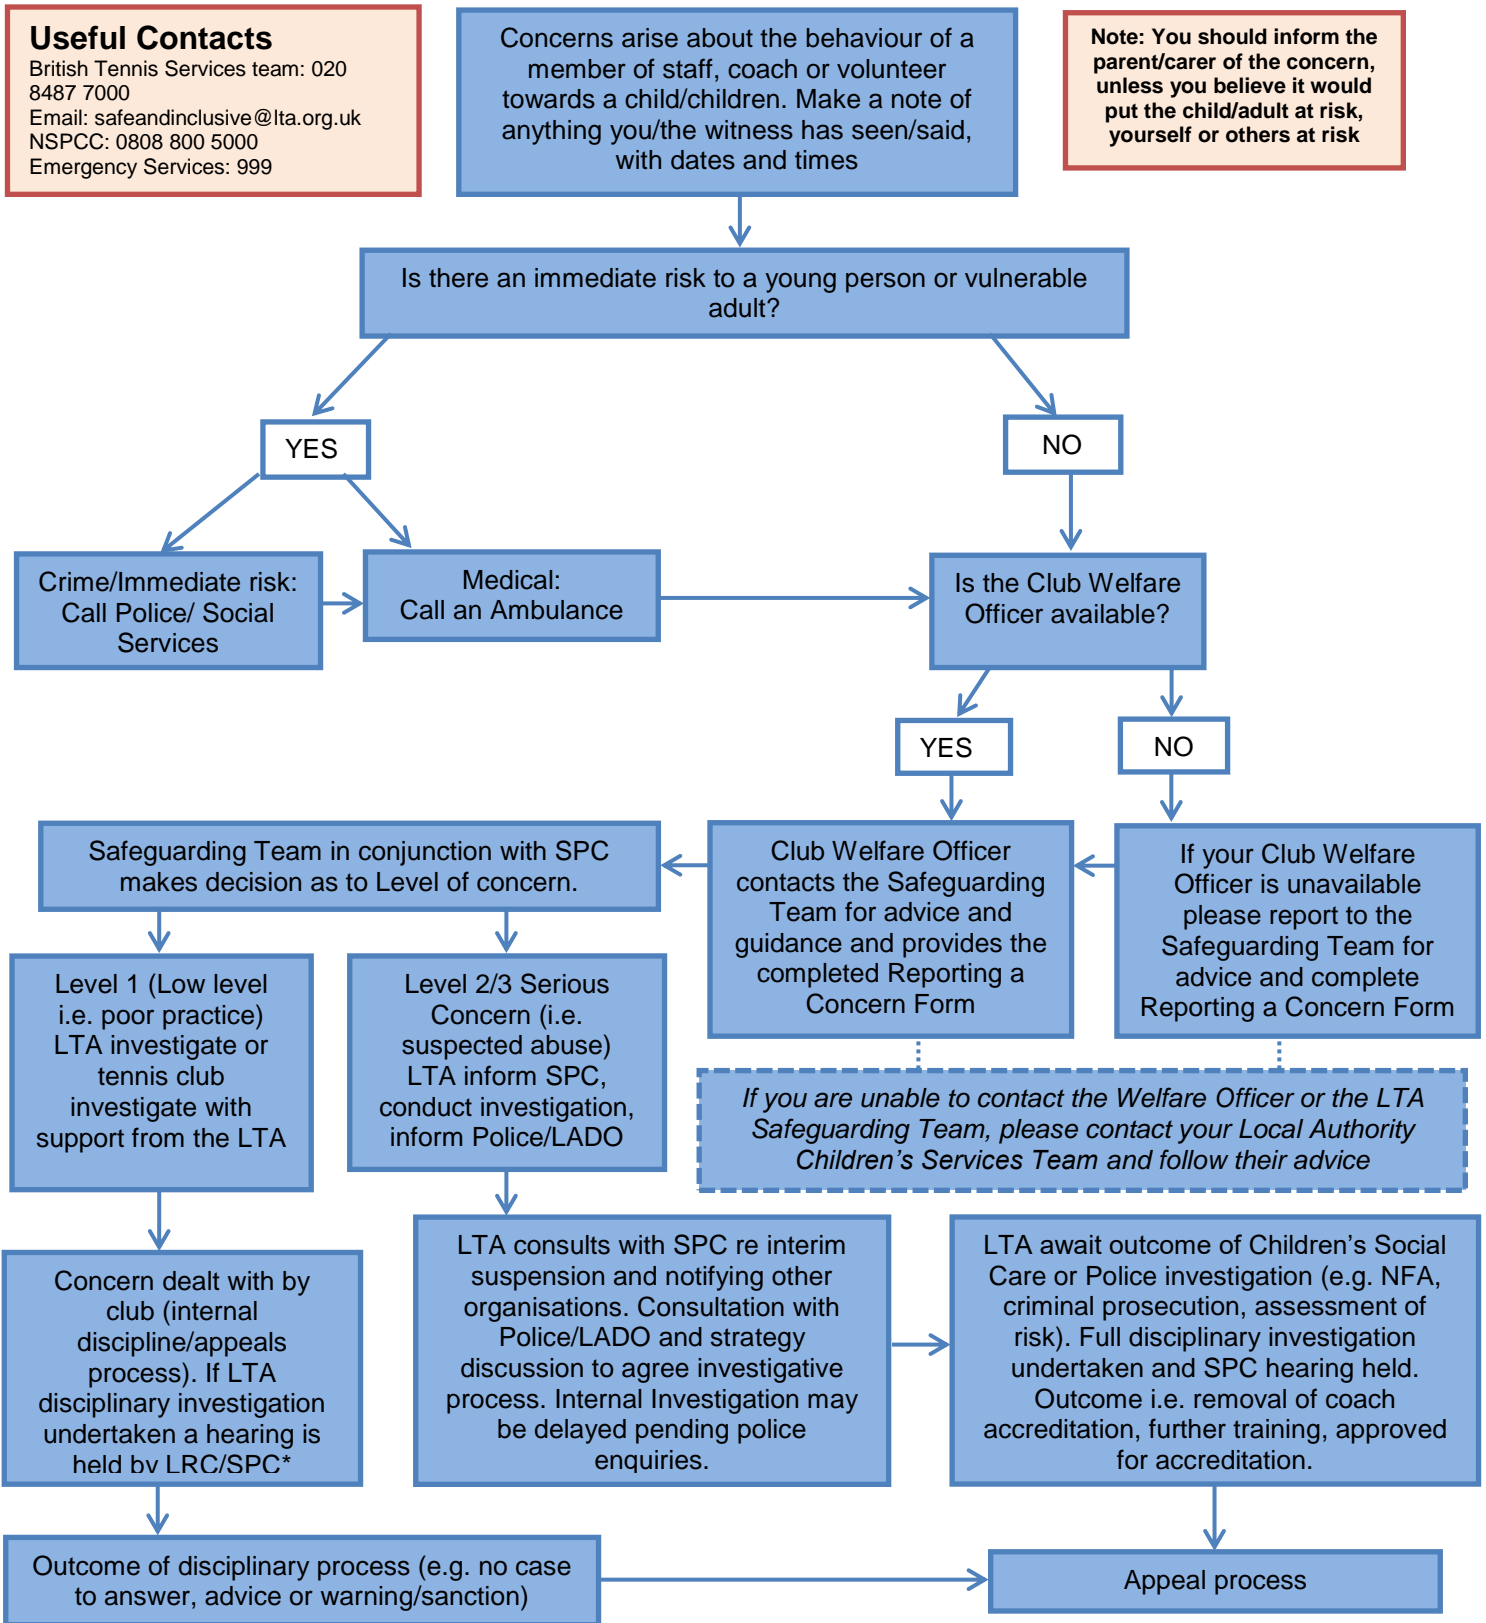 Useful Contacts
British Tennis Services team: 020
8487 7000
Email: safeandinclusive@lta.org.uk
NSPCC: 0808 800 5000
Emergency Services: 999
Concerns arise about the behaviour of a
member of staff, coach or volunteer
towards a child/children. Make a note of
anything you/the witness has seen/said,
with dates and times
Note: You should inform the
parent/carer of the concern,
unless you believe it would
put the child/adult at risk,
yourself or others at risk
Is there an immediate risk to a young person or vulnerable
adult?
YES
NO
Crime/Immediate risk:
Call Police/ Social
Services
Medical:
Call an Ambulance
Is the Club Welfare
Officer available?
YES
NO
Safeguarding Team in conjunction with SPC
makes decision as to Level of concern.
Club Welfare Officer
contacts the Safeguarding
Team for advice and
guidance and provides the
completed Reporting a
Concern Form
If your Club Welfare
Officer is unavailable
please report to the
Safeguarding Team for
advice and complete
Reporting a Concern Form
Level 1 (Low level
i.e. poor practice)
LTA investigate or
tennis club
investigate with
support from the LTA
Level 2/3 Serious
Concern (i.e.
suspected abuse)
LTA inform SPC,
conduct investigation,
inform Police/LADO
If you are unable to contact the Welfare Officer or the LTA
Safeguarding Team, please contact your Local Authority
Children's Services Team and follow their advice
Concern dealt with by
club (internal
discipline/appeals
process). If LTA
disciplinary investigation
undertaken a hearing is
held by LRC/SPC*
LTA consults with SPC re interim
suspension and notifying other
organisations. Consultation with
Police/LADO and strategy
discussion to agree investigative
process. Internal Investigation may
be delayed pending police
enquiries.
LTA await outcome of Children's Social
Care or Police investigation (e.g. NFA,
criminal prosecution, assessment of
risk). Full disciplinary investigation
undertaken and SPC hearing held.
Outcome i.e. removal of coach
accreditation, further training, approved
for accreditation.
Outcome of disciplinary process (e.g. no case
to answer, advice or warning/sanction)
Appeal process